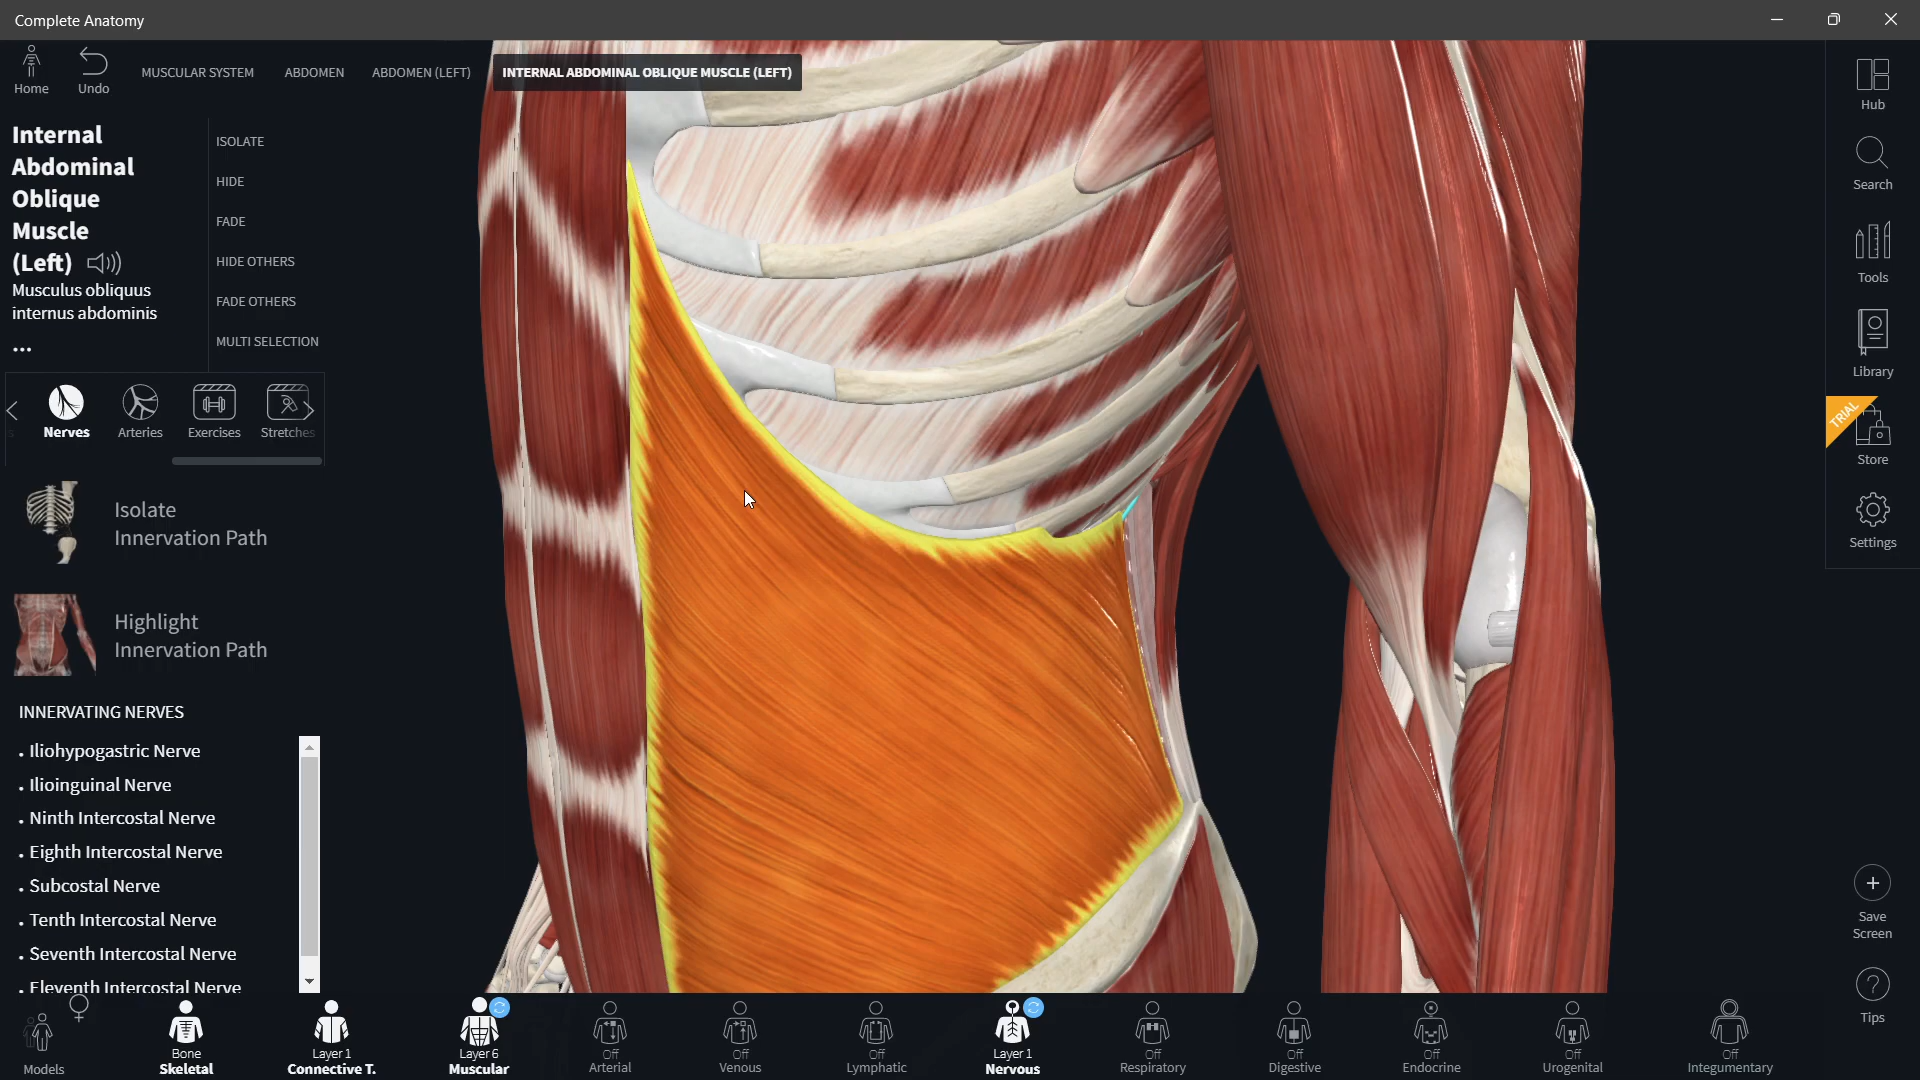 Complete Anatomy
Home
Undo
MUSCULAR SYSTEM
ABDOMEN
ABDOMEN (LEFT)
INTERNAL ABDOMINAL OBLIQUE MUSCLE (LEFT)
Internal
Abdominal
Oblique
Muscle
(Left)
Musculus obliquus
internus abdominis
...
ISOLATE
HIDE
FADE
HIDE OTHERS
FADE OTHERS
MULTI SELECTION
Nerves
Arteries
Exercises
Stretches
Isolate
Innervation Path
Highlight
Innervation Path
INNERVATING NERVES
. Iliohypogastric Nerve
. Ilioinguinal Nerve
. Ninth Intercostal Nerve
. Eighth Intercostal Nerve
. Subcostal Nerve
. Tenth Intercostal Nerve
. Seventh Intercostal Nerve
. Eleventh Intercostal Nerve
Hub
Search
Tools
Library
TRIAL
Store
Settings
Save
Screen
?
Tips
Models
Bone
Skeletal
Layer 1
Connective T.
Layer 6
Muscular
Off
Arterial
Off
Venous
Off
Lymphatic
Layer 1
Nervous
Off
Respiratory
Off
Digestive
Off
Endocrine
Off
Urogenital
Off
Integumentary